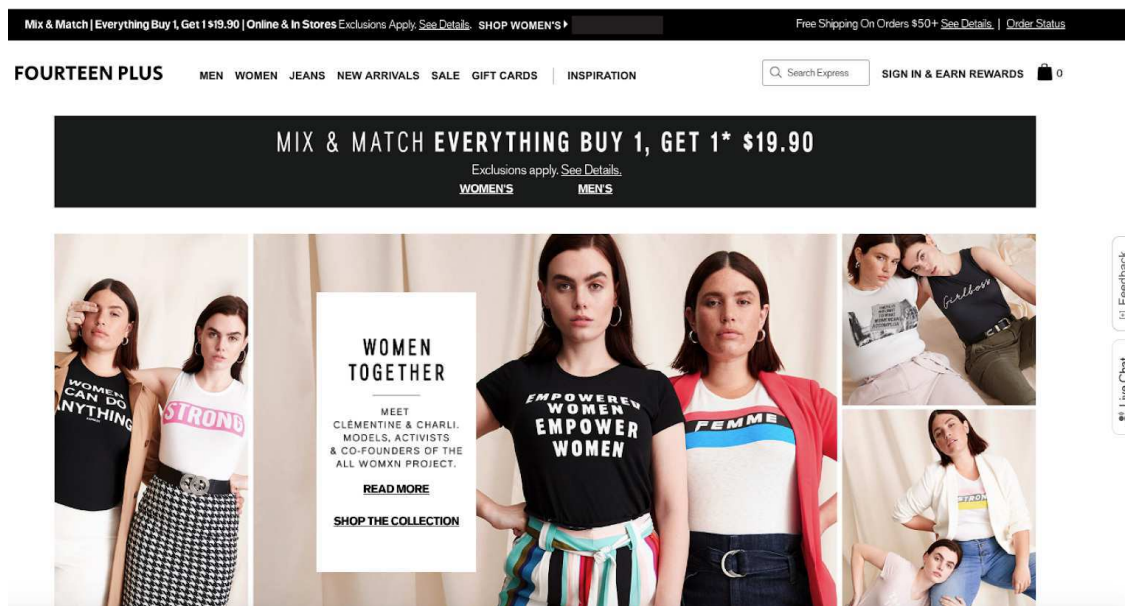 Mix & Match | Everything Buy 1, Get 1 $19.90 | Online & In Stores Exclusions Apply. See Details. SHOP WOMEN'S
Free Shipping On Orders $50+ See Details | Order Status
FOURTEEN PLUS
MEN WOMEN JEANS NEW ARRIVALS SALE GIFT CARDS | INSPIRATION
Search Express
SIGN IN & EARN REWARDS 0
MIX & MATCH EVERYTHING BUY 1, GET 1* $19.90
Exclusions apply. See Details.
WOMEN'S MEN'S
WOMEN
CAN DO
NYTHING
STRONG
WOMEN
TOGETHER
MEET
CLÉMENTINE & CHARLI.
MODELS, ACTIVISTS
& CO-FOUNDERS OF THE
ALL WOMXN PROJECT.
READ MORE
SHOP THE COLLECTION
EMPOWERED
WOMEN
EMPOWER
WOMEN
FEMME
Girlboss
STRON
Feedback
Live Chat